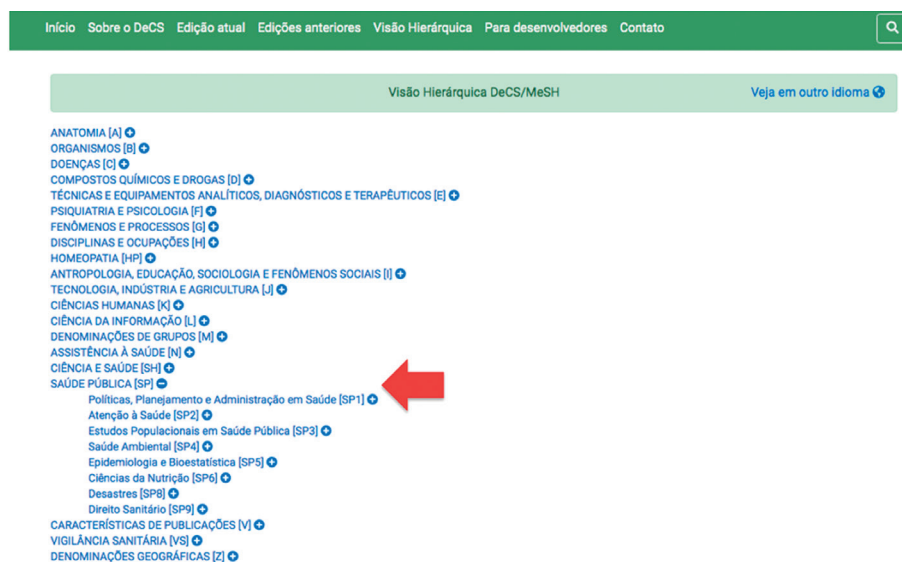 Início Sobre o DeCS Edição atual Edições anteriores Visão Hierárquica Para desenvolvedores Contato
Visão Hierárquica DeCS/MeSH Veja em outro idioma
ANATOMIA [A]
ORGANISMOS [B]
DOENÇAS [C]
COMPOSTOS QUÍMICOS E DROGAS [D]
TÉCNICAS E EQUIPAMENTOS ANALÍTICOS, DIAGNÓSTICOS E TERAPÊUTICOS [E]
PSIQUIATRIA E PSICOLOGIA [F]
FENÔMENOS E PROCESSOS [G]
DISCIPLINAS E OCUPAÇÕES [H]
HOMEOPATIA [HP]
ANTROPOLOGIA, EDUCAÇÃO, SOCIOLOGIA E FENÔMENOS SOCIAIS [I]
TECNOLOGIA, INDÚSTRIA E AGRICULTURA [J]
CIÊNCIAS HUMANAS [K]
CIÊNCIA DA INFORMAÇÃO [L]
DENOMINAÇÕES DE GRUPOS [M]
ASSISTÊNCIA À SAÚDE [N]
CIÊNCIA E SAÚDE [SH]
SAÚDE PÚBLICA [SP]
Políticas, Planejamento e Administração em Saúde [SP1]
Atenção à Saúde [SP2]
Estudos Populacionais em Saúde Pública [SP3]
Saúde Ambiental [SP4]
Epidemiologia e Bioestatística [SP5]
Ciências da Nutrição [SP6]
Desastres [SP8]
Direito Sanitário [SP9]
CARACTERÍSTICAS DE PUBLICAÇÕES [V]
VIGILÂNCIA SANITÁRIA [VS]
DENOMINAÇÕES GEOGRÁFICAS [Z]